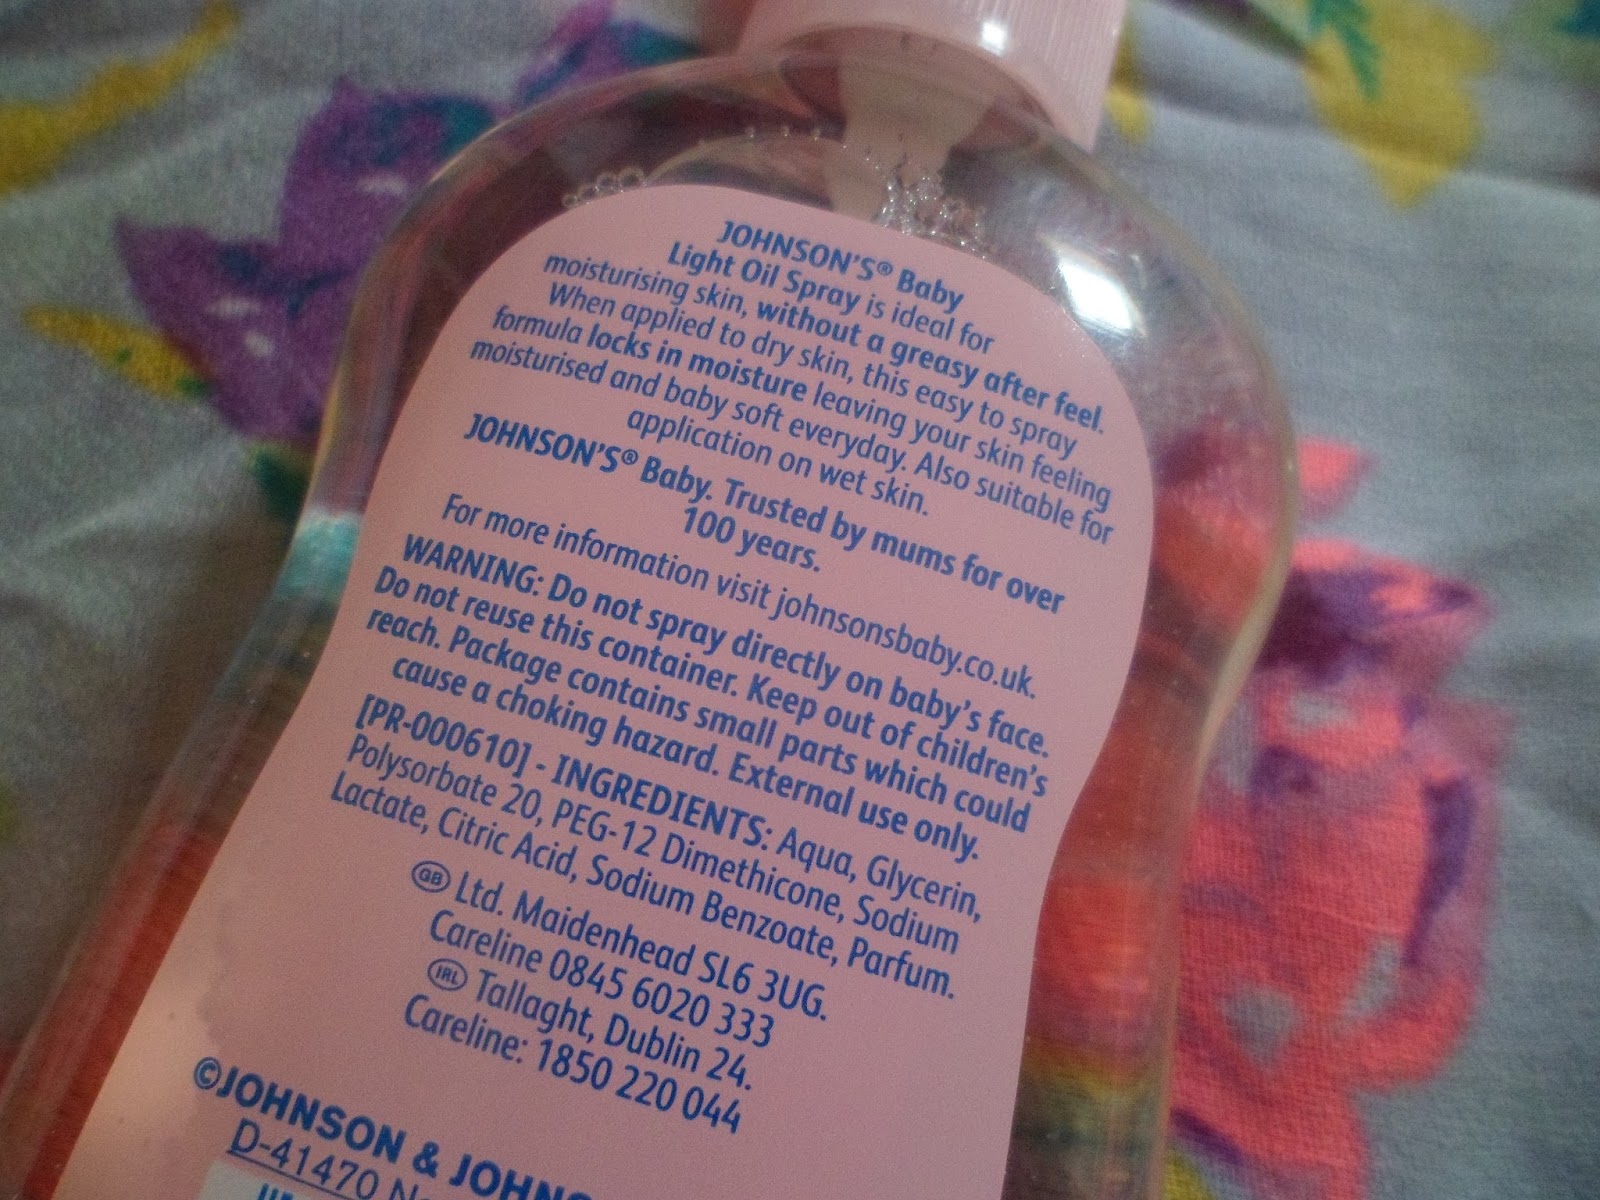 JOHNSON'S® Baby
Light Oil Spray is ideal for
moisturising skin, without a greasy after feel.
When applied to dry skin, this easy to spray
formula locks in moisture leaving your skin feeling
moisturised and baby soft everyday. Also suitable for
application on wet skin.
JOHNSON'S® Baby. Trusted by mums for over
100 years.
For more information visit johnsonsbaby.co.uk.
WARNING: Do not spray directly on baby's face.
Do not reuse this container. Keep out of children's
reach. Package contains small parts which could
cause a choking hazard. External use only.
[PR-000610] - INGREDIENTS: Aqua, Glycerin,
Polysorbate 20, PEG-12 Dimethicone, Sodium
Lactate, Citric Acid, Sodium Benzoate, Parfum.
GB Ltd. Maidenhead SL6 3UG.
Careline 0845 6020 333
IRL Tallaght, Dublin 24.
Careline: 1850 220 044
©JOHNSON & JOHNS
D-41470